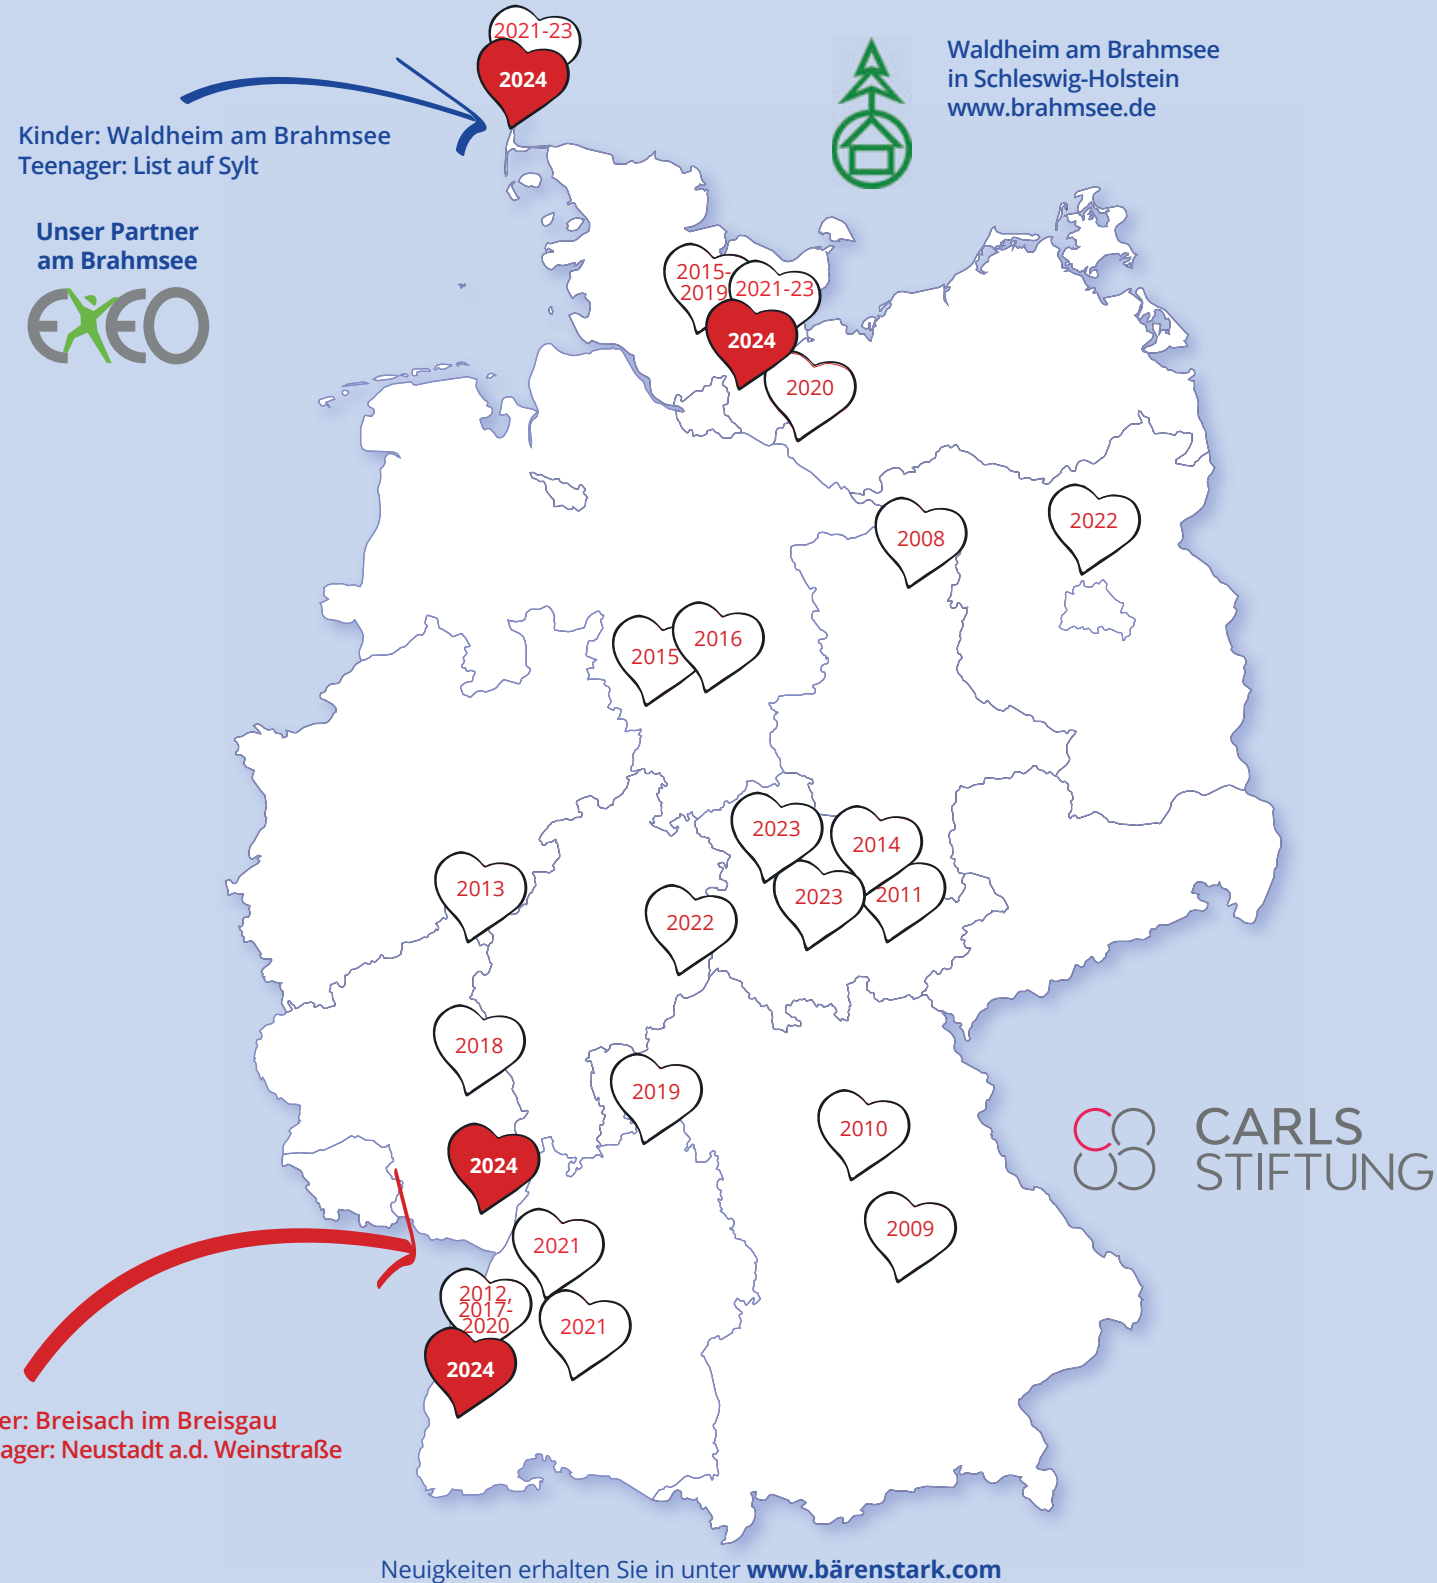 2021-23
2024
Waldheim am Brahmsee
in Schleswig-Holstein
www.brahmsee.de
Kinder: Waldheim am Brahmsee
Teenager: List auf Sylt
Unser Partner
am Brahmsee
EXEO
2015-
2019
2021-23
2024
2020
2022
2008
2016
2015
2023
2014
2013
2023
2011
2022
2018
2019
2010
CARLS
STIFTUNG
2024
2009
2021
2012,
2017-
2020
2021
2024
er: Breisach im Breisgau
ager: Neustadt a.d. Weinstraße
Neuigkeiten erhalten Sie in unter www.bärenstark.com